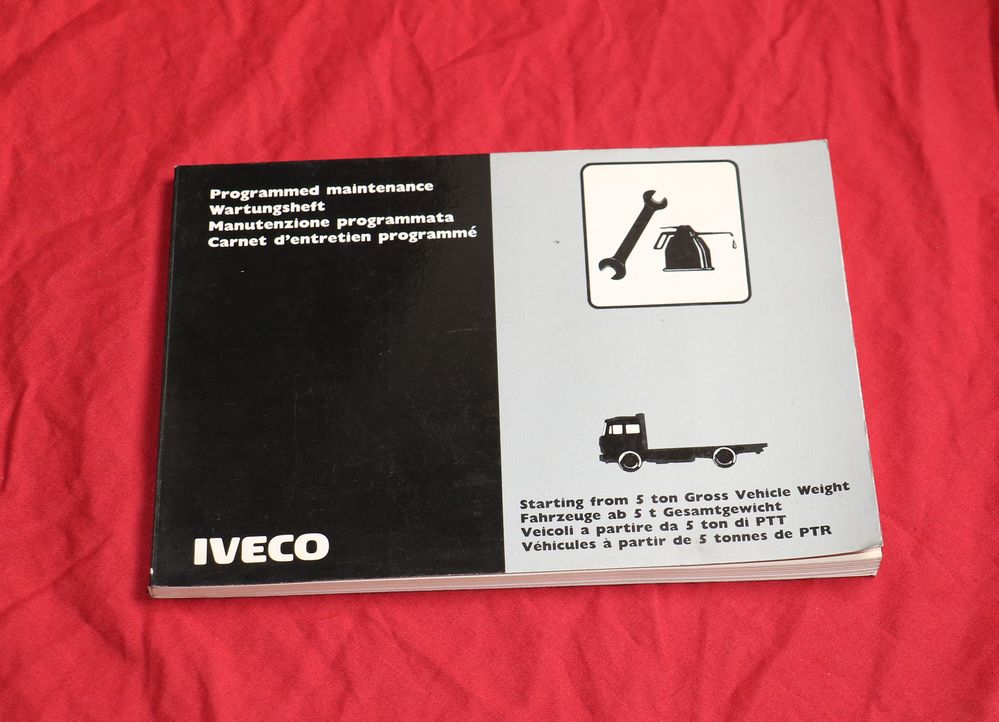 Programmed maintenance
Wartungsheft
Manutenzione programmata
Carnet d'entretien programmé
Starting from 5 ton Gross Vehicle Weight
Fahrzeuge ab 5 t Gesamtgewicht
Veicoli a partire da 5 ton di PTT
Véhicules à partir de 5 tonnes de PTR
IVECO